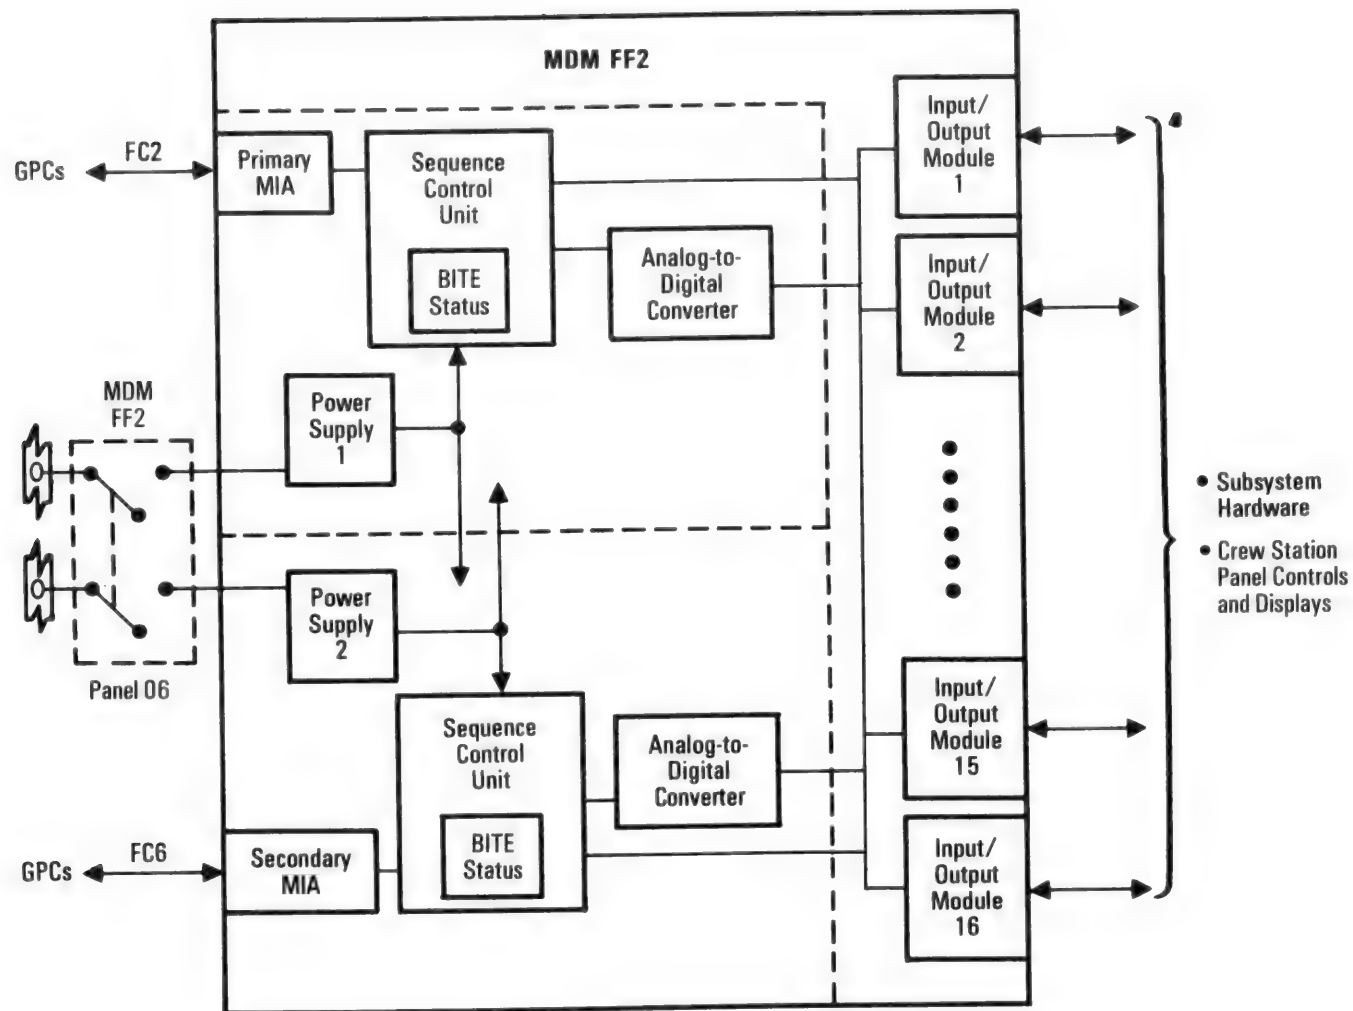 MDM FF2
GPCs
FC2
Primary
MIA
Sequence
Control
Unit
BITE
Status
Analog-to-
Digital
Converter
Input/
Output
Module
1
Input/
Output
Module
2
MDM
FF2
Power
Supply
1
Power
Supply
2
Panel 06
• Subsystem
Hardware
• Crew Station
Panel Controls
and Displays
Sequence
Control
Unit
BITE
Status
Analog-to-
Digital
Converter
Input/
Output
Module
15
Input/
Output
Module
16
GPCs
FC6
Secondary
MIA